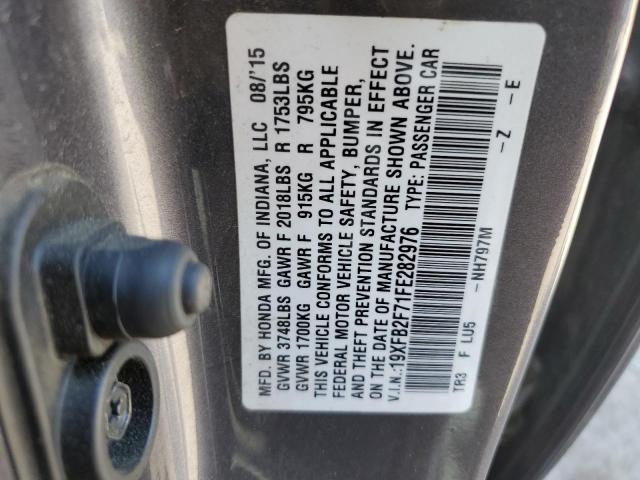 MFD. BY HONDA MFG. OF INDIANA, LLC 08/'15
GVWR 3748LBS GAWR F 2018LBS R 1753LBS
GVWR 1700KG GAWR F 915KG R 795KG
THIS VEHICLE CONFORMS TO ALL APPLICABLE
FEDERAL MOTOR VEHICLE SAFETY, BUMPER,
AND THEFT PREVENTION STANDARDS IN EFFECT
ON THE DATE OF MANUFACTURE SHOWN ABOVE.
V.I.N.:19XFB2F71FE282976 TYPE: PASSENGER CAR
TR3 F LU5 -NH797M -Z -E